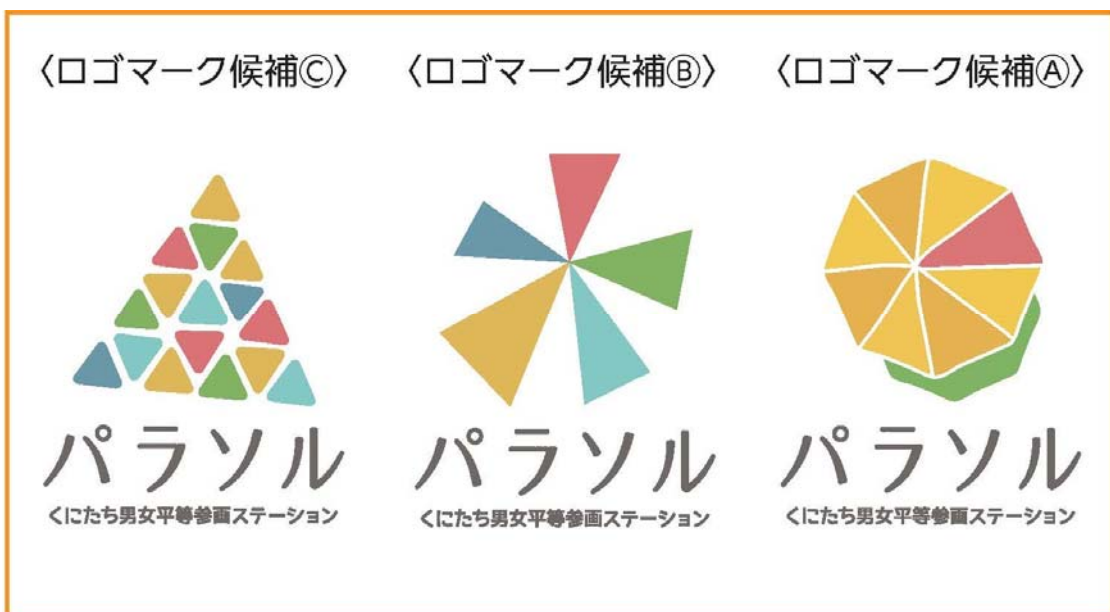 〈ロゴマーク候補Ⓒ〉
パラソル
くにたち男女平等参画ステーション
〈ロゴマーク候補Ⓑ〉
パラソル
くにたち男女平等参画ステーション
〈ロゴマーク候補Ⓐ〉
パラソル
くにたち男女平等参画ステーション